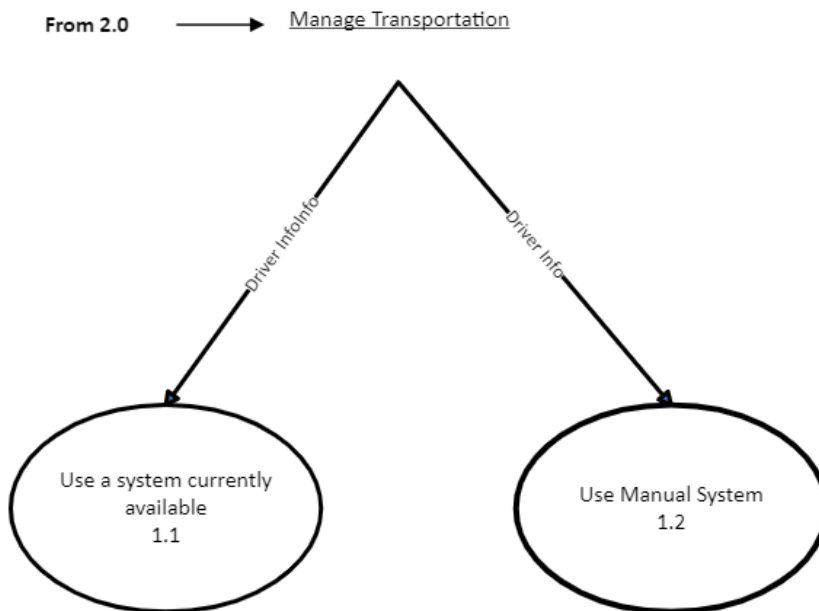 From 2.0
Manage Transportation
Driver InfoInfo
Driver Info
Use a system currently
available
1.1
Use Manual System
1.2